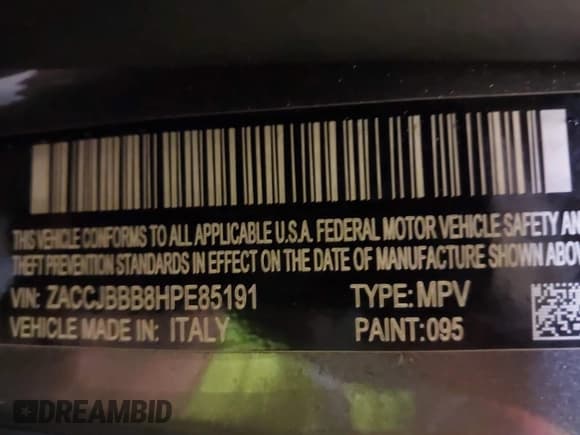 THIS VEHICLE CONFORMS TO ALL APPLICABLE U.S.A. FEDERAL MOTOR VEHICLE SAFETY AN
THEFT PREVENTION STANDARDS IN EFFECT ON THE DATE OF MANUFACTURE SHOWN ABOV
VIN: ZACCJBBB8HPE85191 TYPE: MPV
VEHICLE MADE IN: ITALY PAINT: 095
DREAMBID